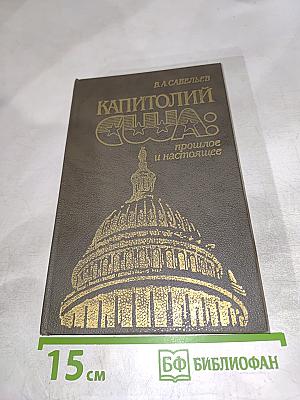 В.А. САВЕЛЬЕВ
КАПИТОЛИЙ
США:
прошлое
и настоящее
15 см
БФ БИБЛИОФАН